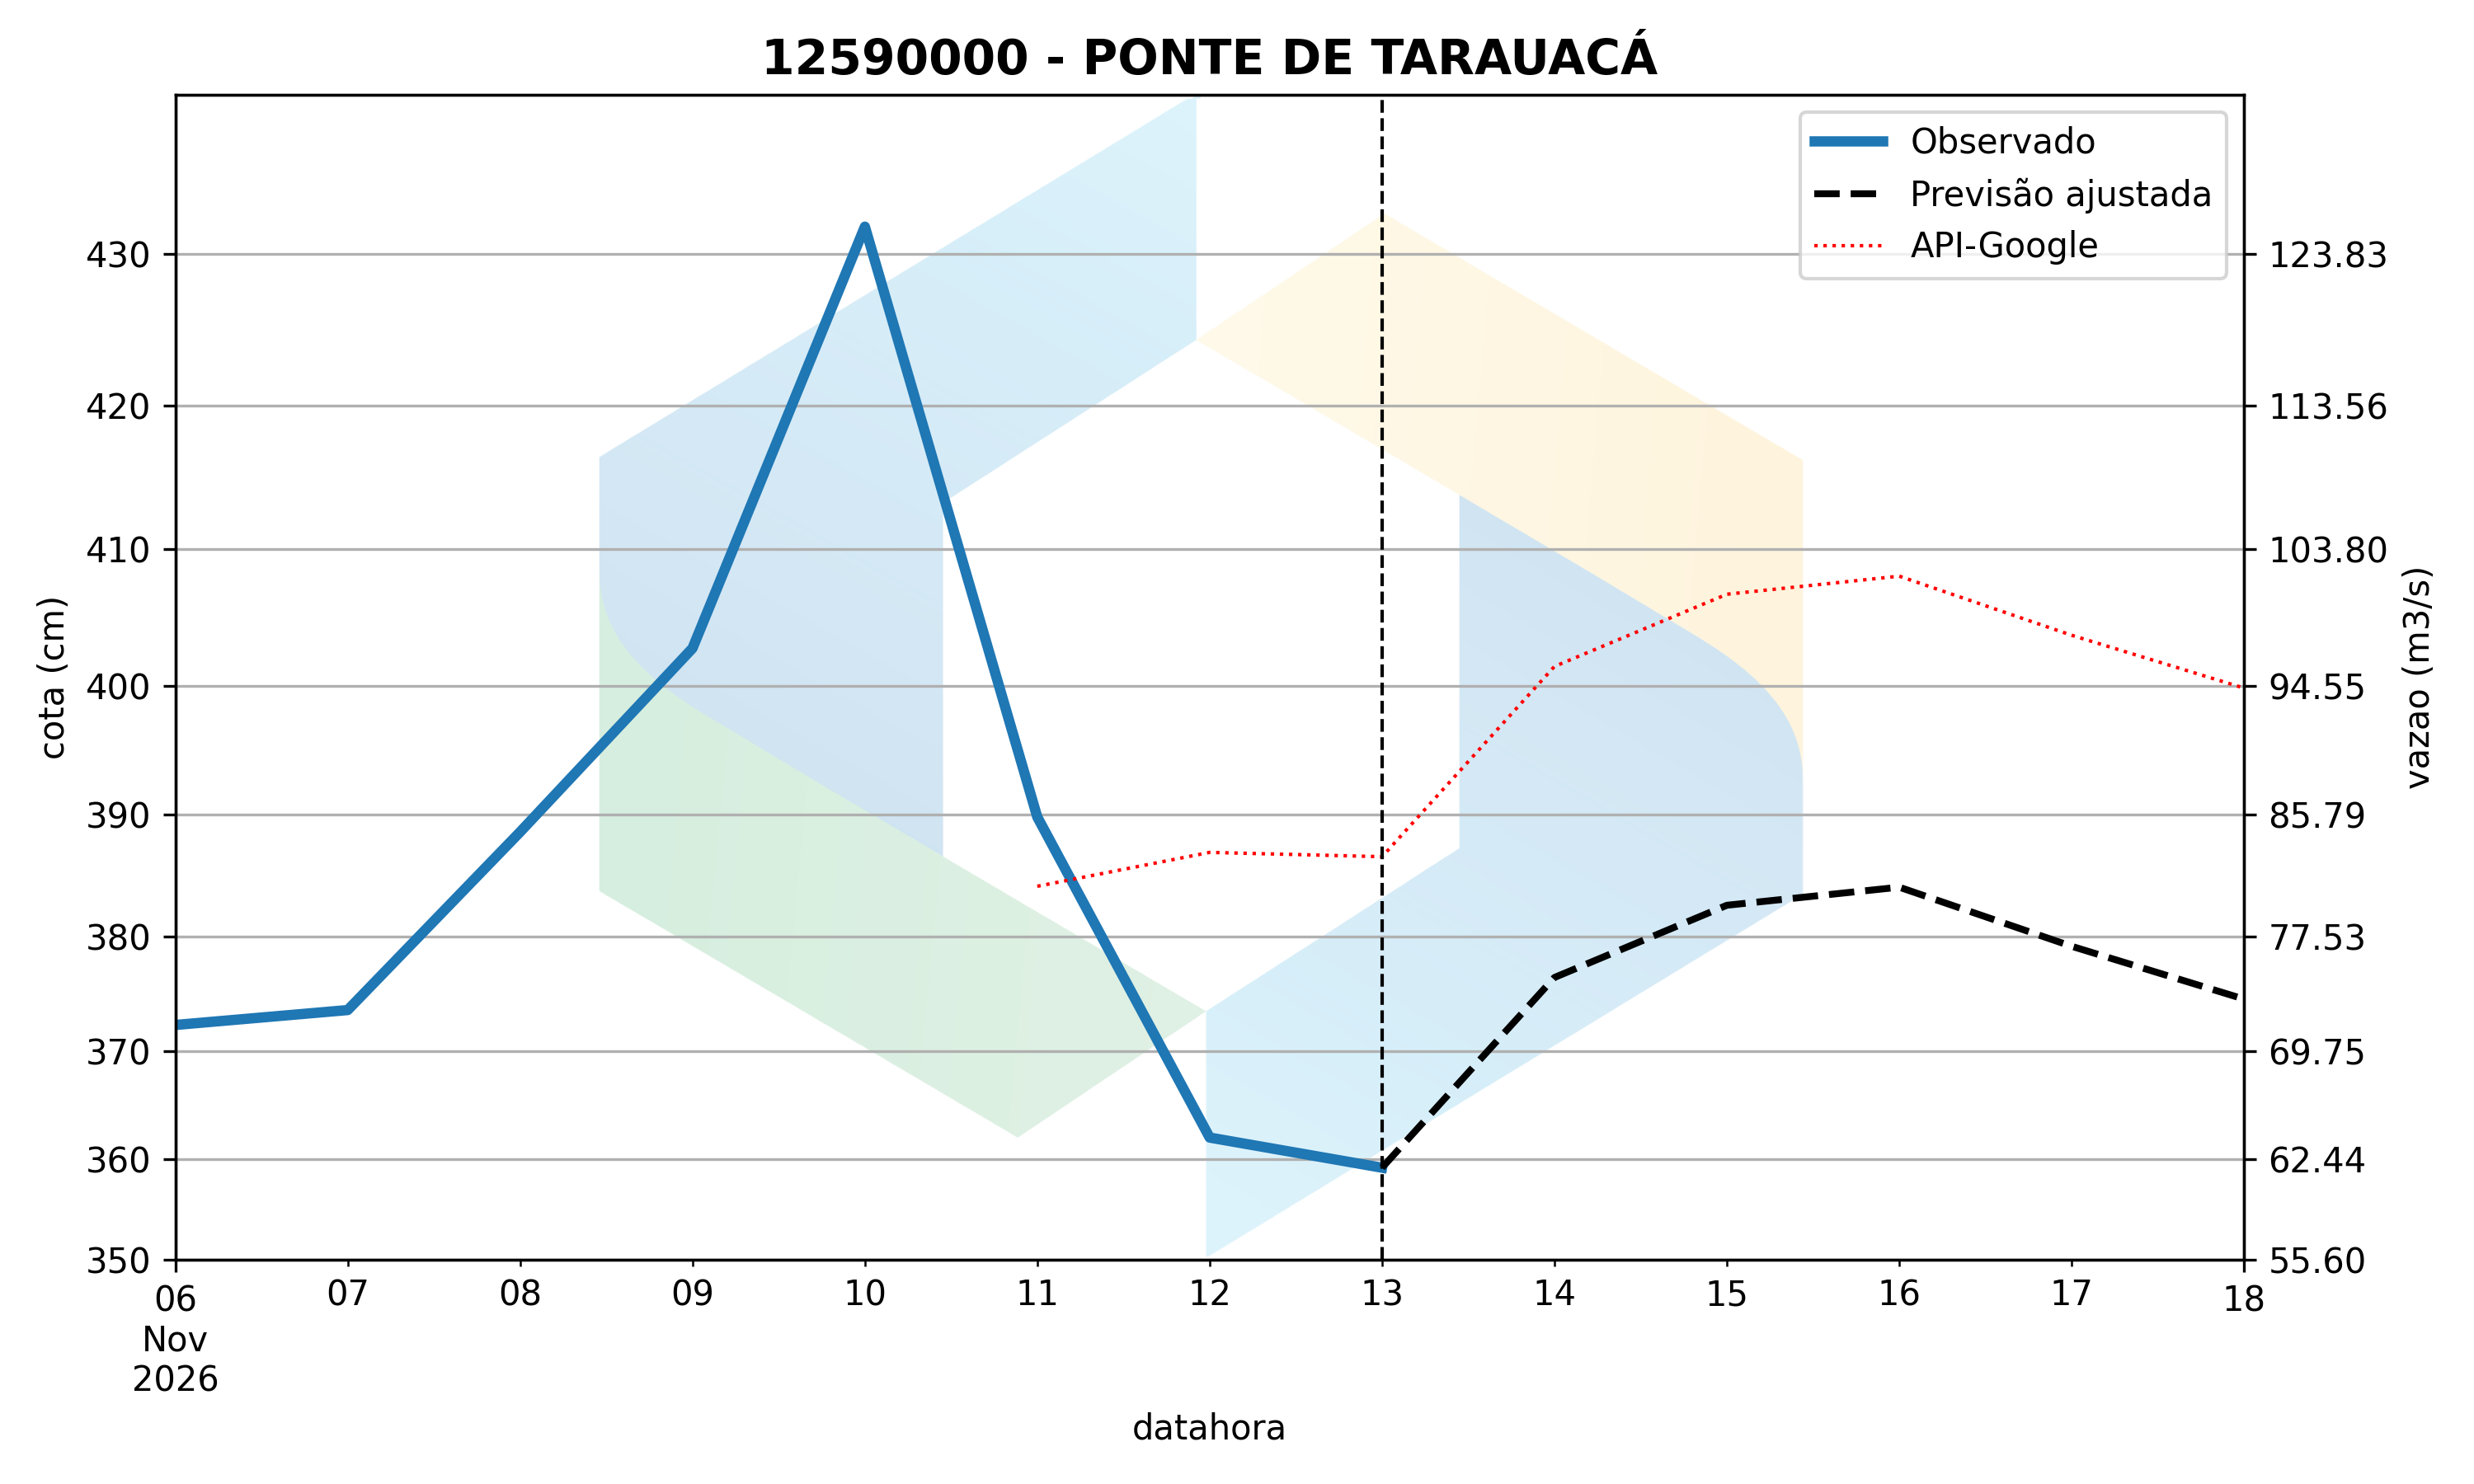 12590000 - PONTE DE TARAUACÁ
Observado
Previsão ajustada
API-Google
430
420
410
400
390
380
370
360
350
cota (cm)
123.83
113.56
103.80
94.55
85.79
77.53
69.75
62.44
55.60
vazao (m3/s)
06 07 08 09 10 11 12 13 14 15 16 17 18
Nov
2026
datahora